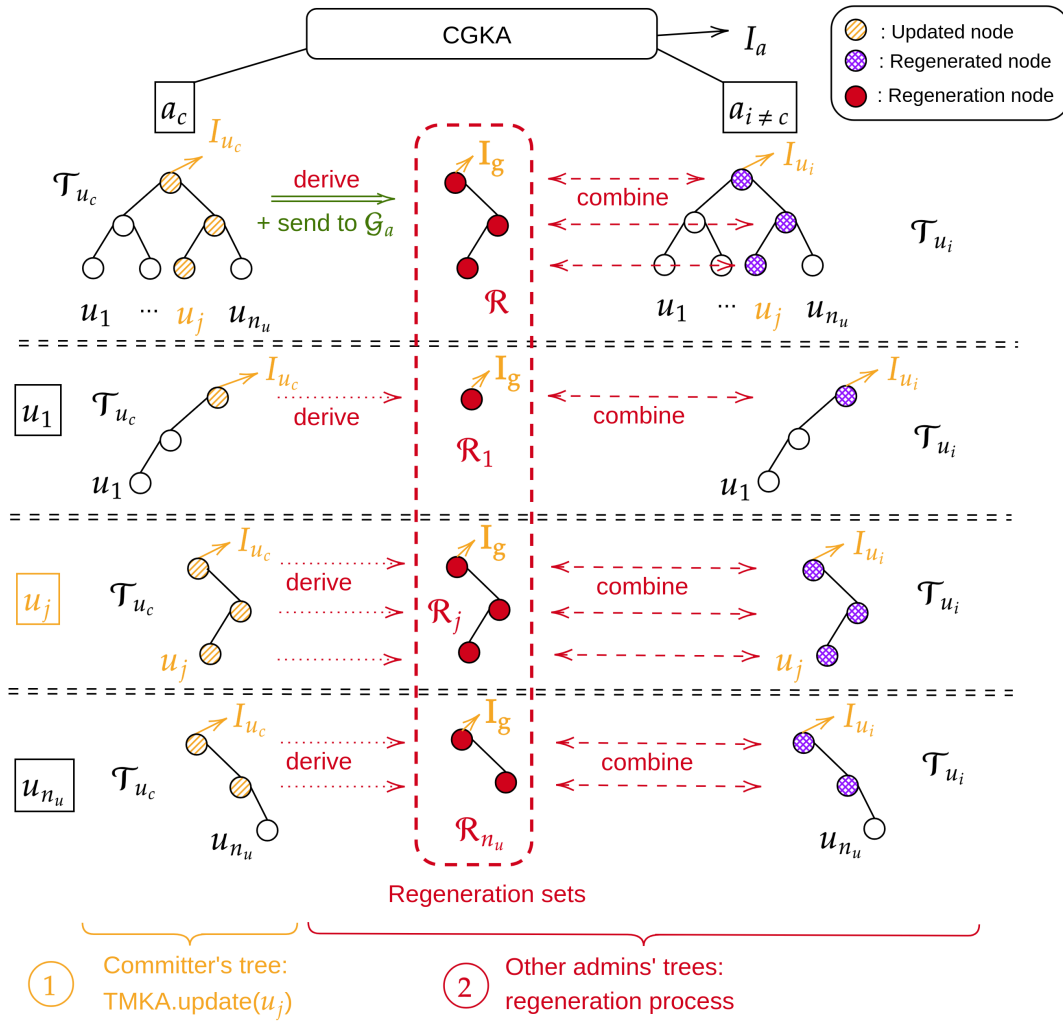 CGKA
I_a
: Updated node
: Regenerated node
: Regeneration node
a_c
a_{i ≠ c}
I_{u_c}
I_g
I_{u_i}
𝒯_{u_c}
derive
+ send to 𝒢_a
combine
𝒯_{u_i}
ℛ
u_1 ... u_j u_{n_u}
u_1 ... u_j u_{n_u}
u_1
𝒯_{u_c}
I_{u_c}
derive
I_g
ℛ_1
combine
I_{u_i}
𝒯_{u_i}
u_1
u_1
u_j
𝒯_{u_c}
I_{u_c}
derive
I_g
ℛ_j
combine
I_{u_i}
𝒯_{u_i}
u_j
u_j
u_{n_u}
𝒯_{u_c}
I_{u_c}
derive
I_g
combine
I_{u_i}
𝒯_{u_i}
u_{n_u}
ℛ_{n_u}
u_{n_u}
Regeneration sets
1
Committer's tree:
TMKA.update(u_j)
2
Other admins' trees:
regeneration process